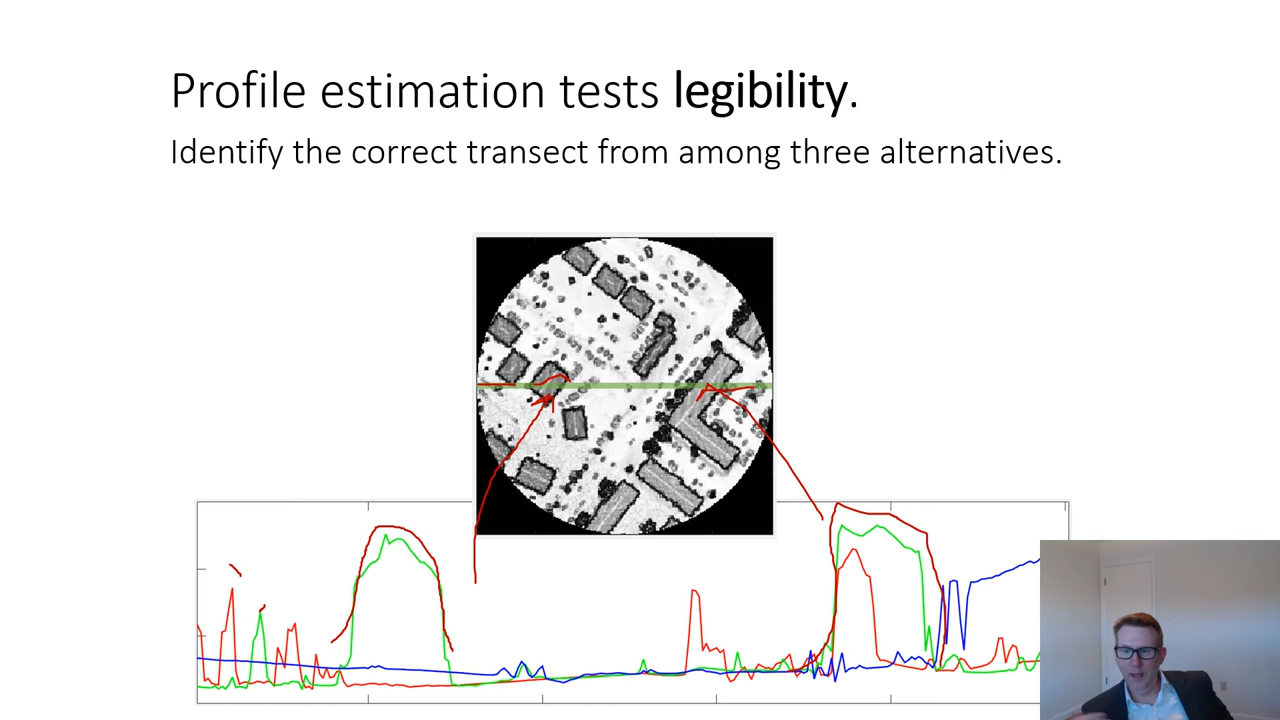 Profile estimation tests legibility.
Identify the correct transect from among three alternatives.